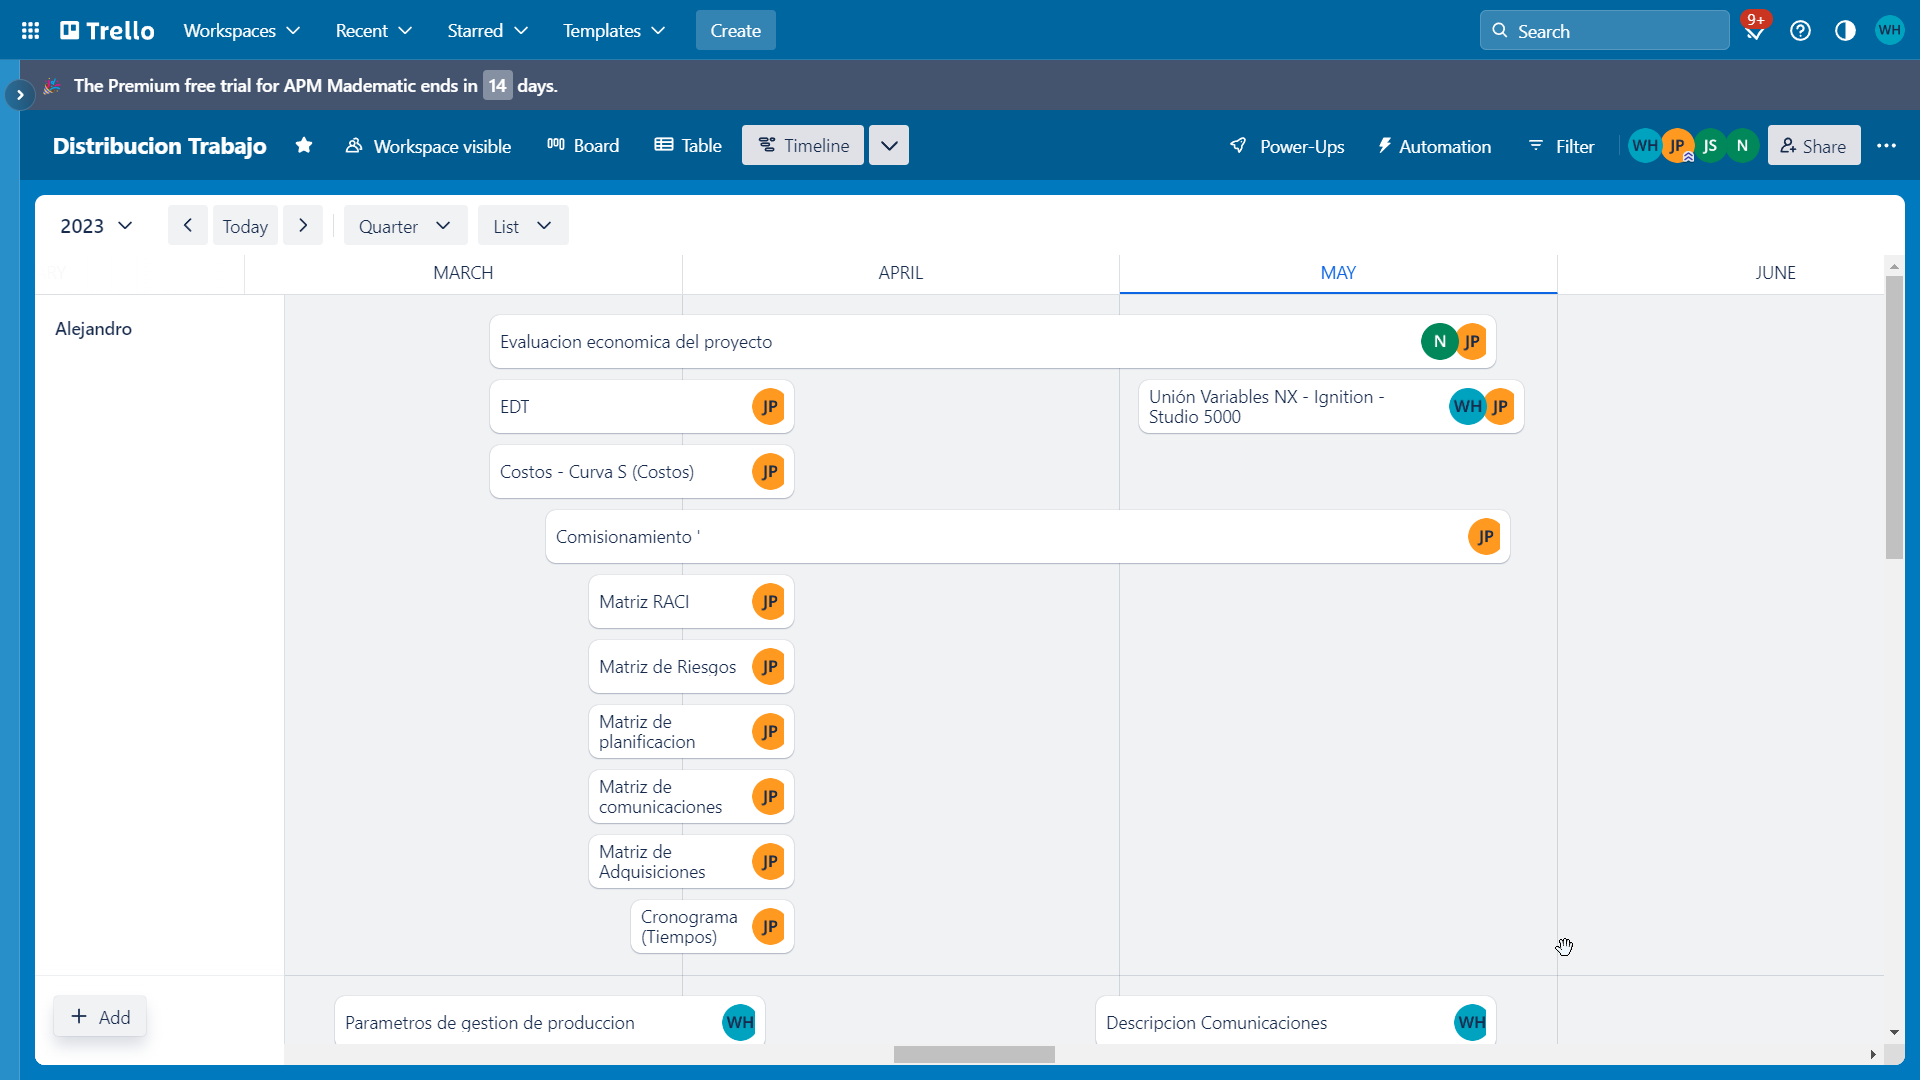 Trello
Workspaces
Recent
Starred
Templates
Create
Search
9+
WH
The Premium free trial for APM Madematic ends in 14 days.
Distribucion Trabajo
Workspace visible
Board
Table
Timeline
Power-Ups
Automation
Filter
WH
JP
JS
N
Share
2023
Today
Quarter
List
RY
MARCH
APRIL
MAY
JUNE
Alejandro
Evaluacion economica del proyecto
N
JP
EDT
JP
Unión Variables NX - Ignition -
Studio 5000
WH
JP
Costos - Curva S (Costos)
JP
Comisionamiento '
JP
Matriz RACI
JP
Matriz de Riesgos
JP
Matriz de
planificacion
JP
Matriz de
comunicaciones
JP
Matriz de
Adquisiciones
JP
Cronograma
(Tiempos)
JP
Add
Parametros de gestion de produccion
WH
Descripcion Comunicaciones
WH